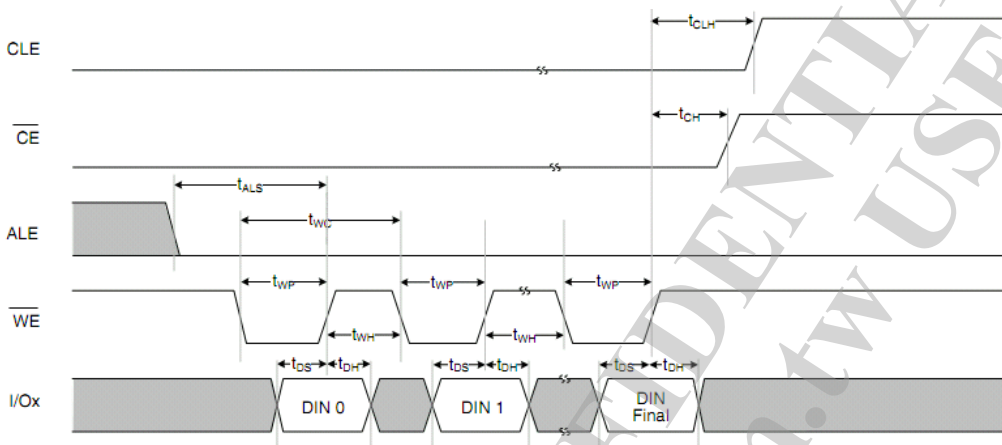 CLE
tCLH
CE
tCH
tALS
ALE
tWC
tWP
tWP
tWP
WE
tWH
tWH
tDS
tDH
tDS
tDH
tDS
tDH
I/Ox
DIN 0
DIN 1
DIN
Final